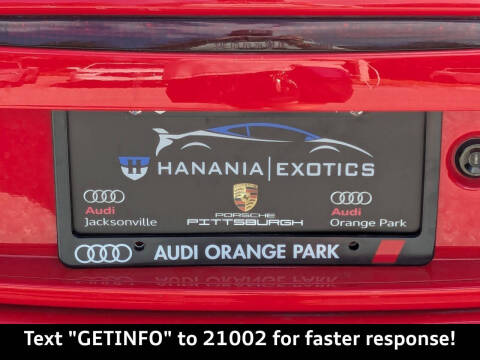 HANANIA|EXOTICS
Audi
Jacksonville
PORSCHE
PITTSBURGH
Audi
Orange Park
AUDI ORANGE PARK
Text "GETINFO" to 21002 for faster response!